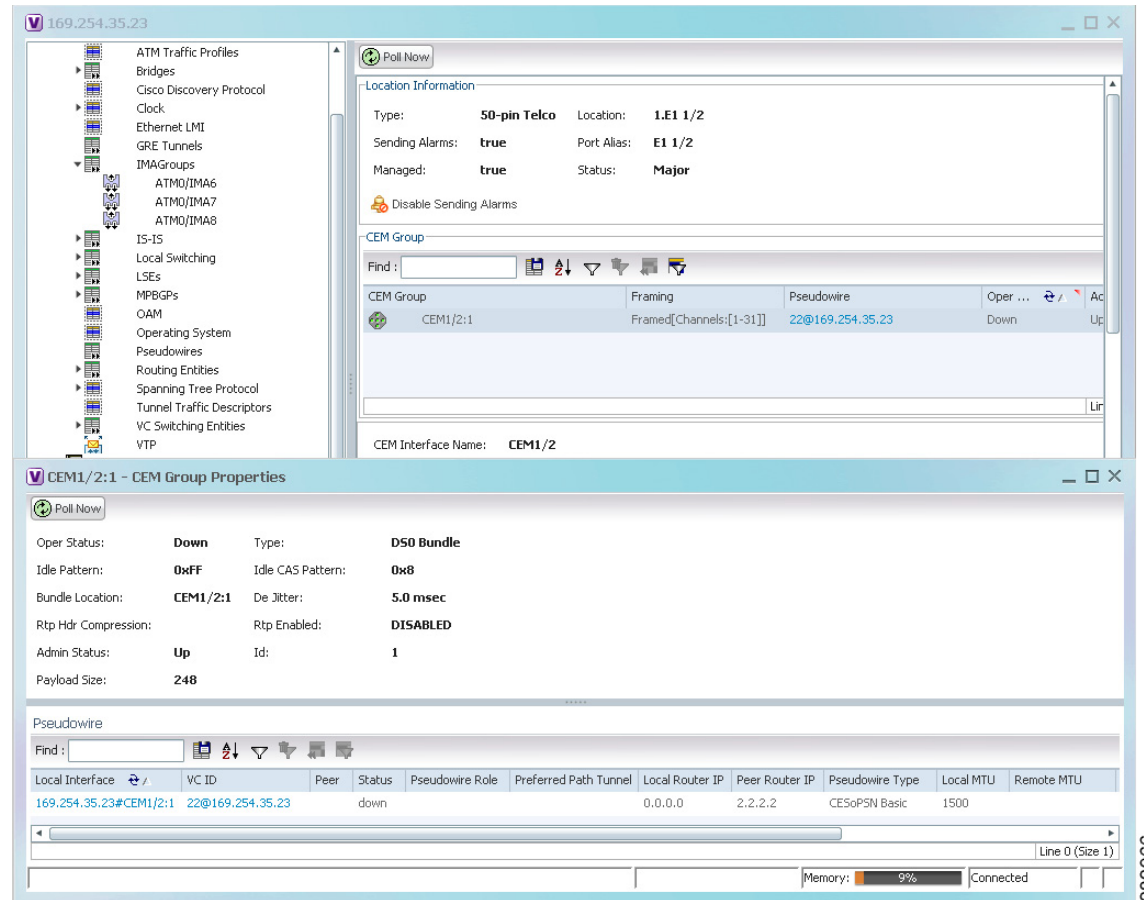 169.254.35.23
ATM Traffic Profiles
Bridges
Cisco Discovery Protocol
Clock
Ethernet LMI
GRE Tunnels
IMAGroups
ATM0/IMA6
ATM0/IMA7
ATM0/IMA8
IS-IS
Local Switching
LSEs
MPBGPs
OAM
Operating System
Pseudowires
Routing Entities
Spanning Tree Protocol
Tunnel Traffic Descriptors
VC Switching Entities
VTP
Poll Now
Location Information
Type: 50-pin Telco Location: 1.E1 1/2
Sending Alarms: true Port Alias: E1 1/2
Managed: true Status: Major
Disable Sending Alarms
CEM Group
Find :
CEM Group Framing Pseudowire Oper ... Ac
CEM1/2:1 Framed[Channels:[1-31]] 22@169.254.35.23 Down Up
Lin
CEM Interface Name: CEM1/2
CEM1/2:1 - CEM Group Properties
Poll Now
Oper Status: Down Type: DS0 Bundle
Idle Pattern: 0xFF Idle CAS Pattern: 0x8
Bundle Location: CEM1/2:1 De Jitter: 5.0 msec
Rtp Hdr Compression: Rtp Enabled: DISABLED
Admin Status: Up Id: 1
Payload Size: 248
Pseudowire
Find :
Local Interface VC ID Peer Status Pseudowire Role Preferred Path Tunnel Local Router IP Peer Router IP Pseudowire Type Local MTU Remote MTU
169.254.35.23#CEM1/2:1 22@169.254.35.23 down 0.0.0.0 2.2.2.2 CESoPSN Basic 1500
Line 0 (Size 1)
Memory: 9% Connected